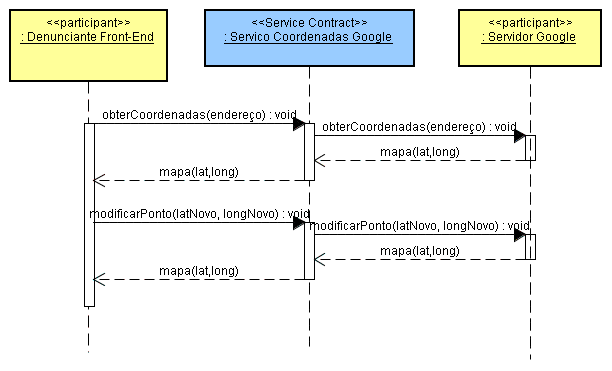 <<participant>>
: Denunciante Front-End
<<Service Contract>>
: Servico Coordenadas Google
<<participant>>
: Servidor Google
obterCoordenadas(endereço) : void
obterCoordenadas(endereço) : void
mapa(lat,long)
mapa(lat,long)
modificarPonto(latNovo, longNovo) : void
modificarPonto(latNovo, longNovo) : void
mapa(lat,long)
mapa(lat,long)